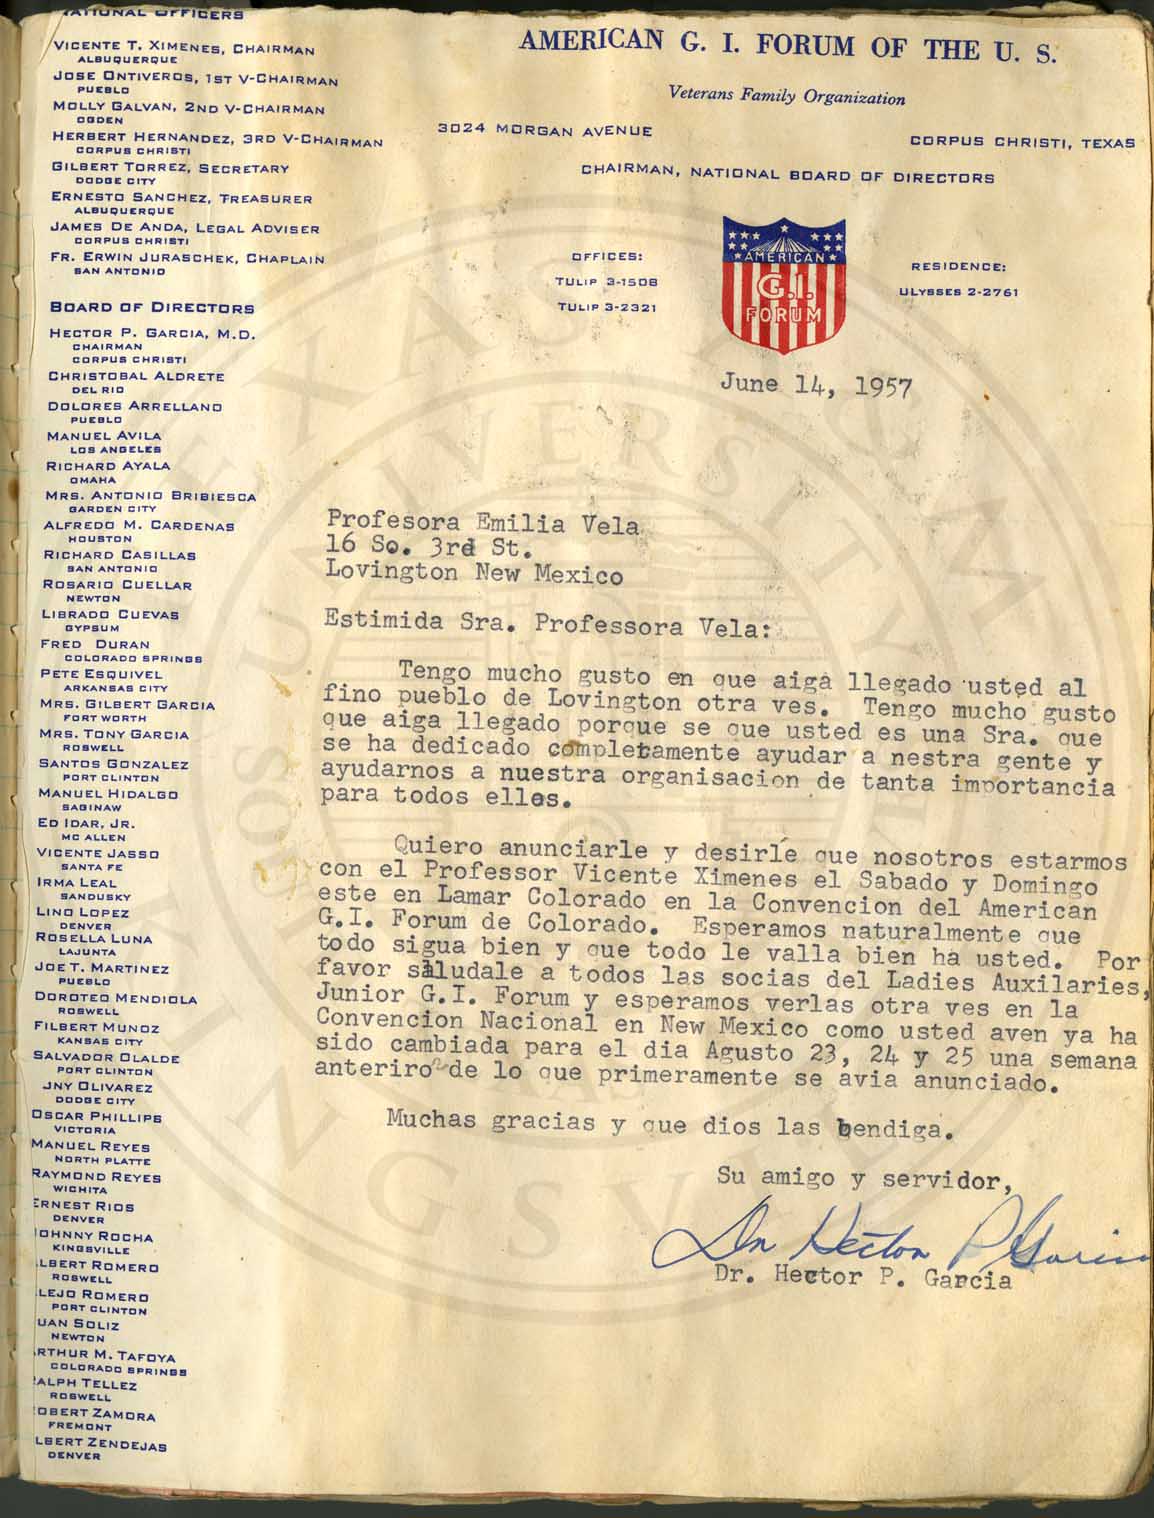 NATIONAL OFFICERS
VICENTE T. XIMENES, CHAIRMAN
ALBUQUERQUE
JOSE ONTIVEROS, 1ST V-CHAIRMAN
PUEBLO
MOLLY GALVAN, 2ND V-CHAIRMAN
OGDEN
HERBERT HERNANDEZ, 3RD V-CHAIRMAN
CORPUS CHRISTI
GILBERT TORREZ, SECRETARY
DODGE CITY
ERNESTO SANCHEZ, TREASURER
ALBUQUERQUE
JAMES DE ANDA, LEGAL ADVISER
CORPUS CHRISTI
FR. ERWIN JURASCHEK, CHAPLAIN
SAN ANTONIO
BOARD OF DIRECTORS
HECTOR P. GARCIA, M.D.
CHAIRMAN
CORPUS CHRISTI
CHRISTOBAL ALDRETE
DEL RIO
DOLORES ARRELLANO
PUEBLO
MANUEL AVILA
LOS ANGELES
RICHARD AYALA
OMAHA
MRS. ANTONIO BRIBIESCA
GARDEN CITY
ALFREDO M. CARDENAS
HOUSTON
RICHARD CASILLAS
SAN ANTONIO
ROSARIO CUELLAR
NEWTON
LIBRADO CUEVAS
GYPSUM
FRED DURAN
COLORADO SPRINGS
PETE ESQUIVEL
ARKANSAS CITY
MRS. GILBERT GARCIA
FORT WORTH
MRS. TONY GARCIA
ROSWELL
SANTOS GONZALEZ
PORT CLINTON
MANUEL HIDALGO
SAGINAW
ED IDAR, JR.
MC ALLEN
VICENTE JASSO
SANTA FE
IRMA LEAL
SANDUSKY
LINO LOPEZ
DENVER
ROSELLA LUNA
LAJUNTA
JOE T. MARTINEZ
PUEBLO
DOROTEO MENDIOLA
ROSWELL
FILBERT MUNOZ
KANSAS CITY
SALVADOR OLALDE
PORT CLINTON
JNY OLIVAREZ
DODGE CITY
OSCAR PHILLIPS
VICTORIA
MANUEL REYES
NORTH PLATTE
RAYMOND REYES
WICHITA
ERNEST RIOS
DENVER
JOHNNY ROCHA
KINGSVILLE
LBERT ROMERO
ROSWELL
LEJO ROMERO
PORT CLINTON
UAN SOLIZ
NEWTON
RTHUR M. TAFOYA
COLORADO SPRINGS
ALPH TELLEZ
ROSWELL
OBERT ZAMORA
FREMONT
LBERT ZENDEJAS
DENVER
AMERICAN G. I. FORUM OF THE U. S.
Veterans Family Organization
3024 MORGAN AVENUE
CORPUS CHRISTI, TEXAS
CHAIRMAN, NATIONAL BOARD OF DIRECTORS
OFFICES:
TULIP 3-1508
TULIP 3-2321
AMERICAN
G.I.
FORUM
RESIDENCE:
ULYSSES 2-2761
June 14, 1957
Profesora Emilia Vela
16 So. 3rd St.
Lovington New Mexico
Estimida Sra. Professora Vela:
Tengo mucho gusto en que aiga llegado usted al
fino pueblo de Lovington otra ves. Tengo mucho gusto
que aiga llegado porque se que usted es una Sra. que
se ha dedicado completamente ayudar a nestra gente y
ayudarnos a nuestra organisacion de tanta importancia
para todos ellos.
Quiero anunciarle y desirle que nosotros estarmos
con el Professor Vicente Ximenes el Sabado y Domingo
este en Lamar Colorado en la Convencion del American
G.I. Forum de Colorado. Esperamos naturalmente que
todo sigua bien y que todo le valla bien ha usted. Por
favor saludale a todos las socias del Ladies Auxilaries,
Junior G.I. Forum y esperamos verlas otra ves en la
Convencion Nacional en New Mexico como usted aven ya ha
sido cambiada para el dia Agusto 23, 24 y 25 una semana
anteriro de lo que primeramente se avia anunciado.
Muchas gracias y que dios las bendiga.
Su amigo y servidor,
Dr Hector P Garcia
Dr. Hector P. Garcia
TEXAS A&M UNIVERSITY
KINGSVILLE